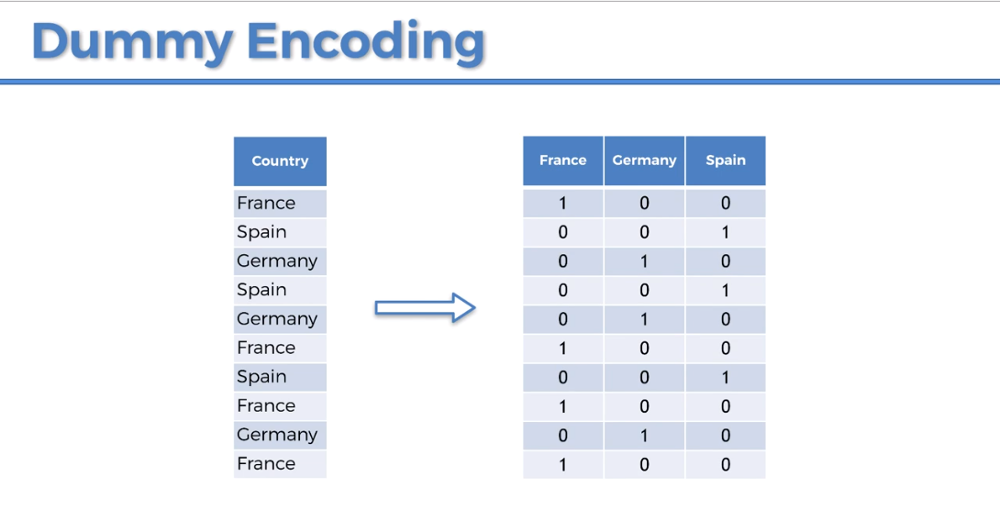 Dummy Encoding
Country
France
Spain
Germany
Spain
Germany
France
Spain
France
Germany
France
France Germany Spain
1 0 0
0 0 1
0 1 0
0 0 1
0 1 0
1 0 0
0 0 1
1 0 0
0 1 0
1 0 0